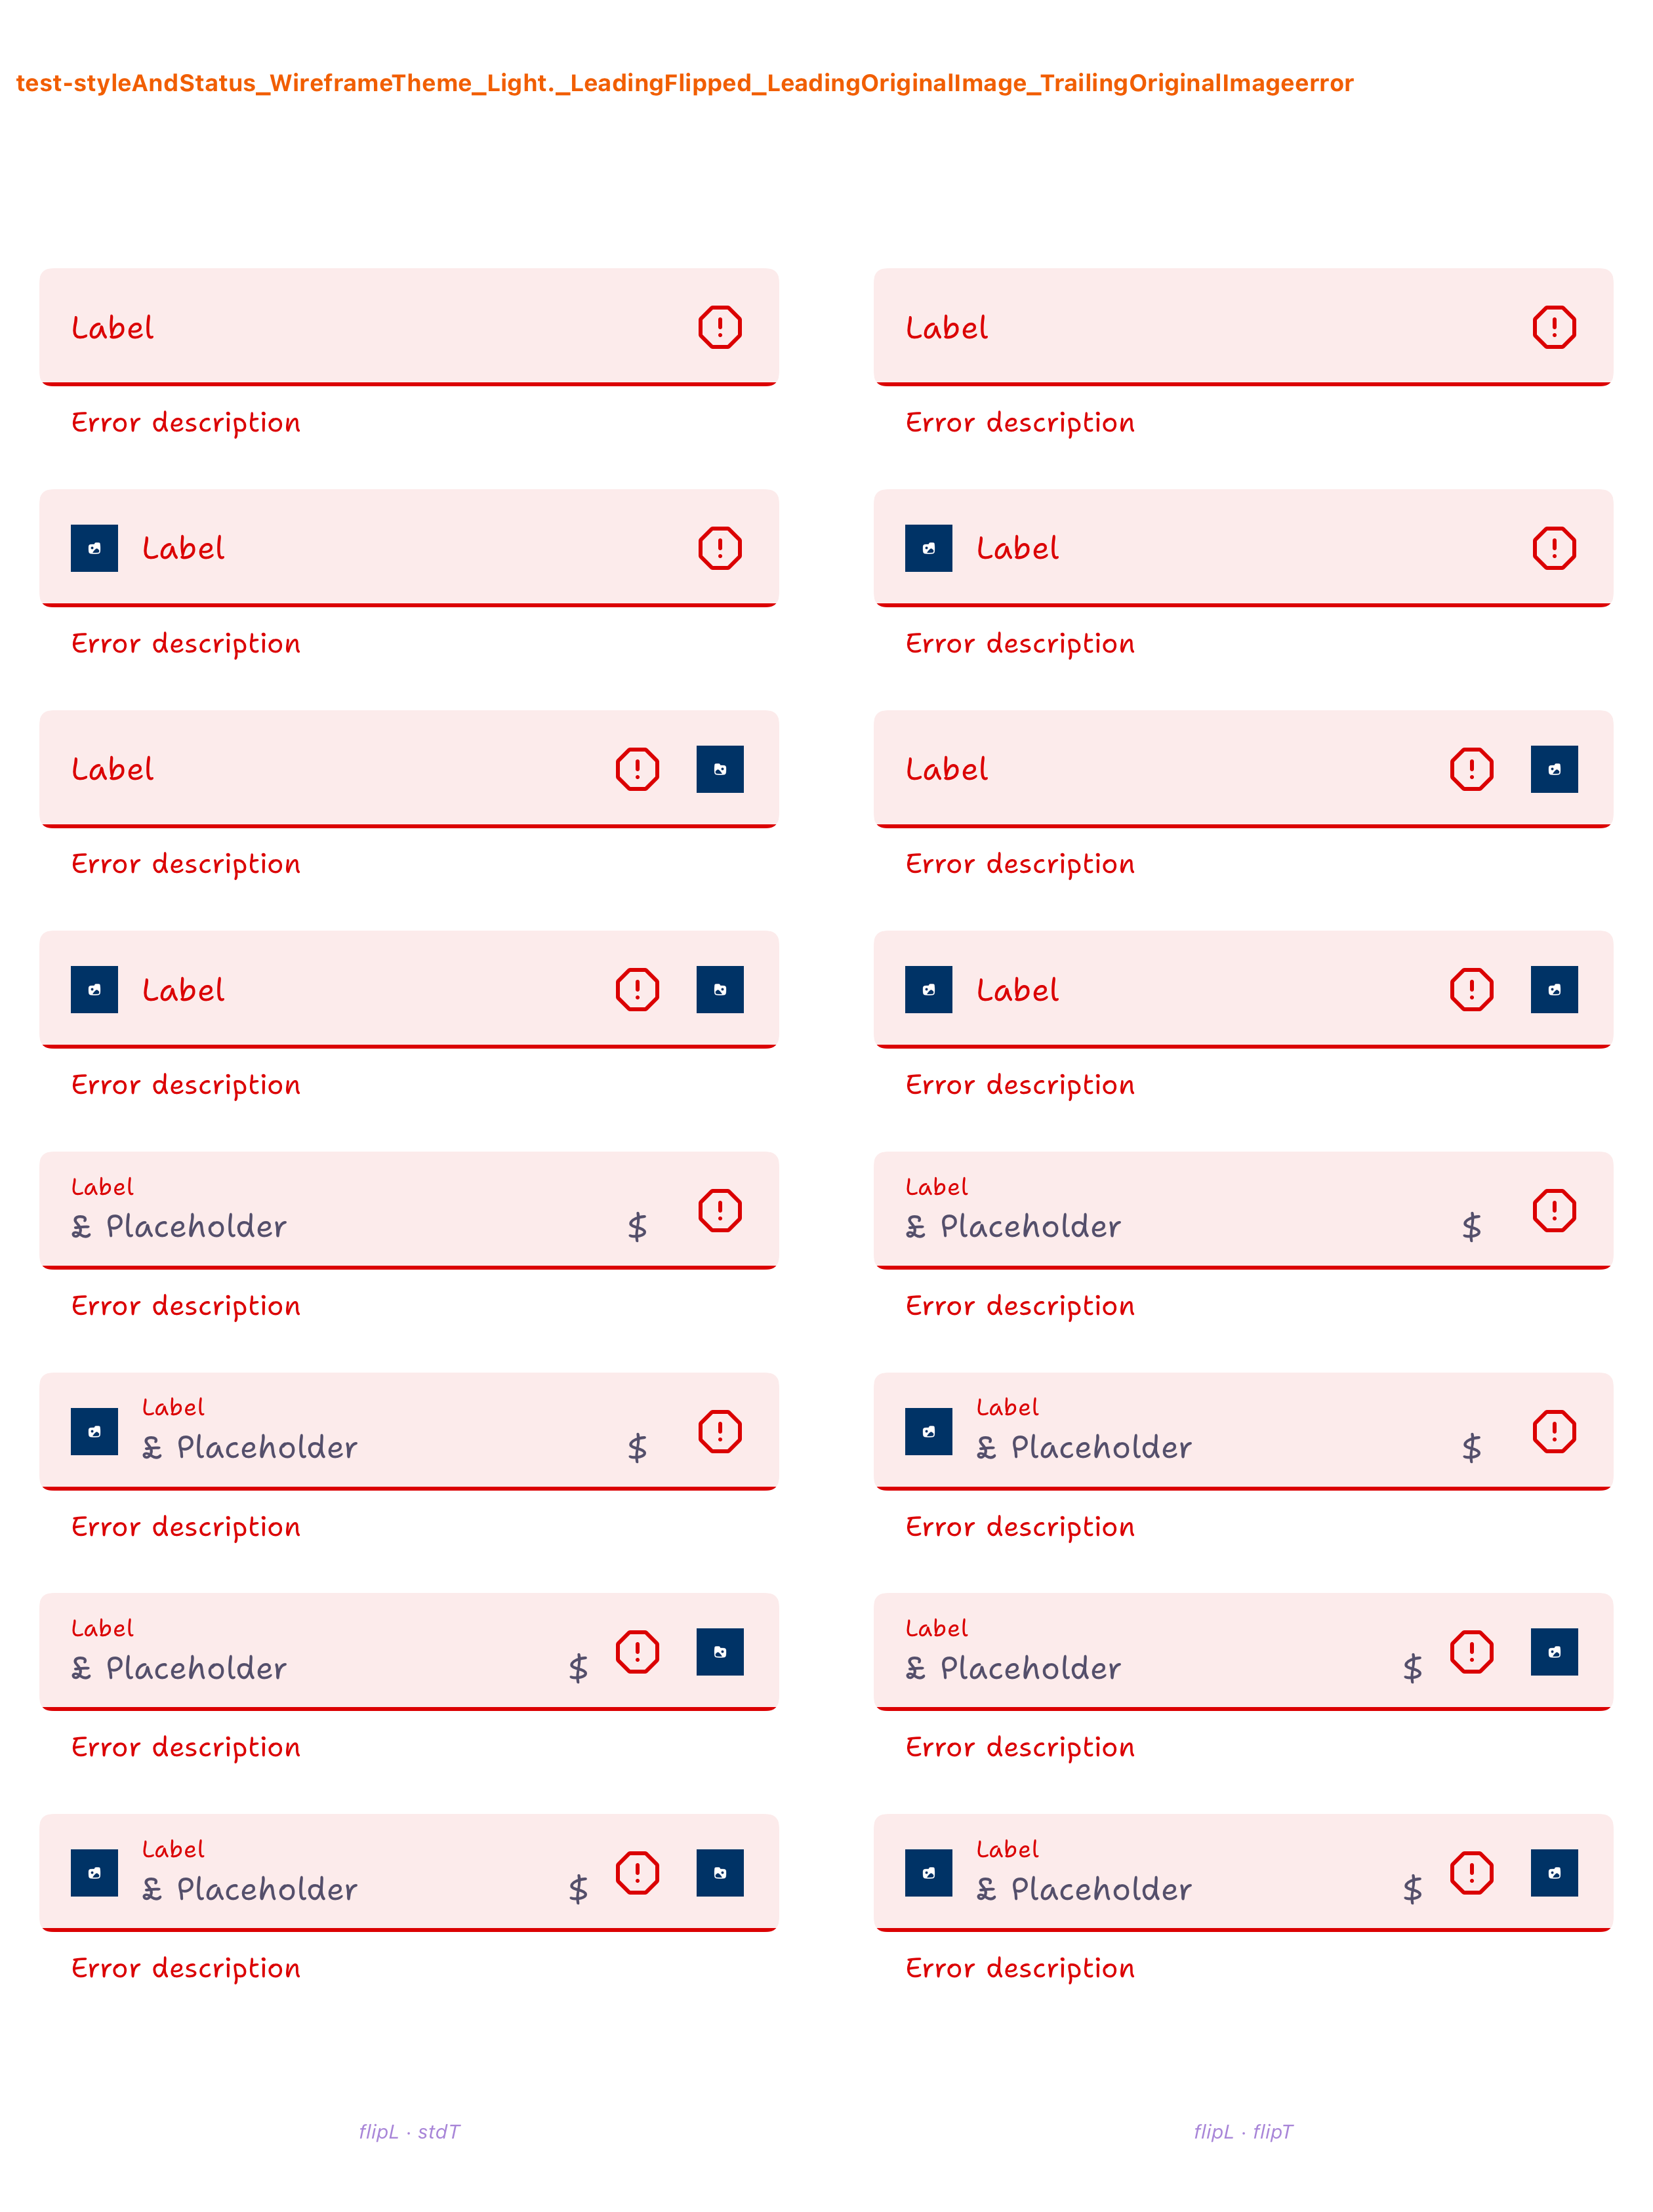 test-styleAndStatus_WireframeTheme_Light._LeadingFlipped_LeadingOriginalImage_TrailingOriginalImageerror
Label
Error description
Label
Error description
Label
Error description
Label
Error description
Label
£ Placeholder $
Error description
Label
£ Placeholder $
Error description
Label
£ Placeholder $
Error description
Label
£ Placeholder $
Error description
flipL · stdT
Label
Error description
Label
Error description
Label
Error description
Label
Error description
Label
£ Placeholder $
Error description
Label
£ Placeholder $
Error description
Label
£ Placeholder $
Error description
Label
£ Placeholder $
Error description
flipL · flipT